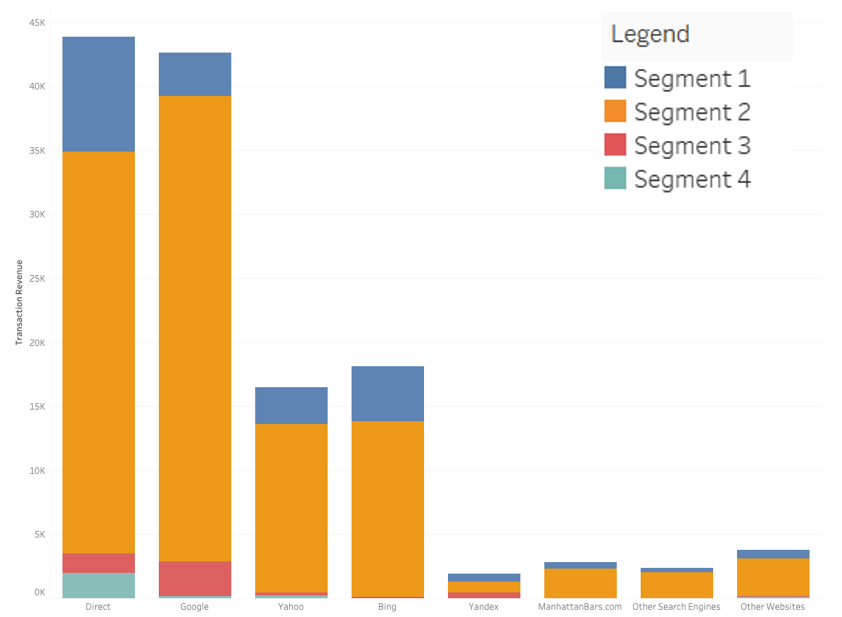 Legend
Segment 1
Segment 2
Segment 3
Segment 4
Transaction Revenue
45K
40K
35K
30K
25K
20K
15K
10K
5K
0K
Direct
Google
Yahoo
Bing
Yandex
ManhattanBars.com
Other Search Engines
Other Websites